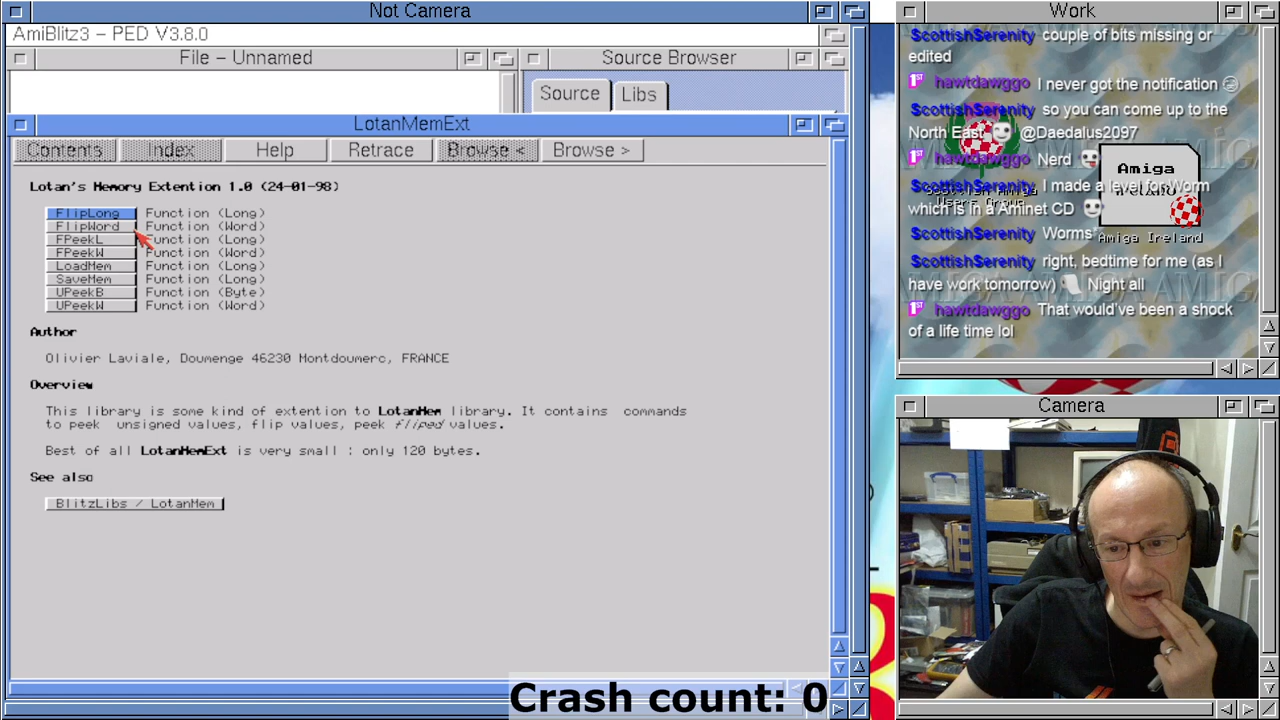 Not Camera
AmiBlitz3 – PED V3.8.0
File – Unnamed
Source Browser
Source
Libs
LotanMemExt
Contents
Index
Help
Retrace
Browse <
Browse >
Lotan's Memory Extention 1.0 (24-01-98)
FlipLong Function (Long)
FlipWord Function (Word)
FPeekL Function (Long)
FPeekW Function (Word)
LoadMem Function (Long)
SaveMem Function (Long)
UPeekB Function (Byte)
UPeekW Function (Word)
Author
Olivier Laviale, Doumenge 46230 Montdoumerc, FRANCE
Overview
This library is some kind of extention to LotanMem library. It contains commands
to peek unsigned values, flip values, peek fliped values.
Best of all LotanMemExt is very small : only 120 bytes.
See also
BlitzLibs / LotanMem
Crash count: 0
Work
ScottishSerenity couple of bits missing or
edited
hawtdawggo I never got the notification
ScottishSerenity so you can come up to the
North East @Daedalus2097
hawtdawggo Nerd
ScottishSerenity I made a level for Worm
which is in a Aminet CD
ScottishSerenity Worms*
ScottishSerenity right, bedtime for me (as I
have work tomorrow) Night all
hawtdawggo That would've been a shock
of a life time lol
Amiga
Ireland
Users Group
Amiga Ireland
Camera